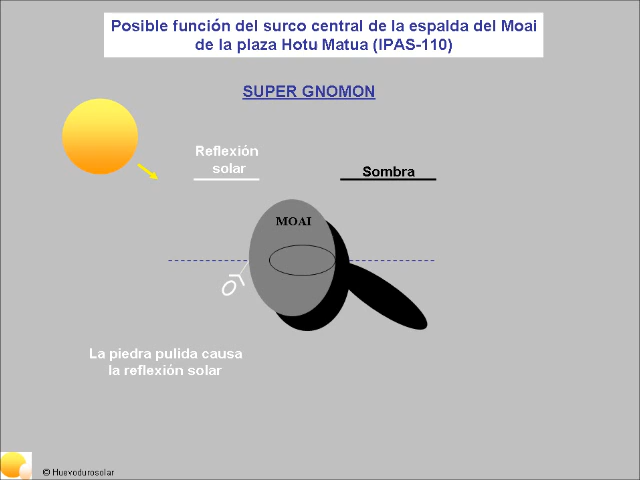 Posible función del surco central de la espalda del Moai
de la plaza Hotu Matua (IPAS-110)
SUPER GNOMON
Reflexión
solar
Sombra
MOAI
La piedra pulida causa
la reflexión solar
© Huevodurosolar